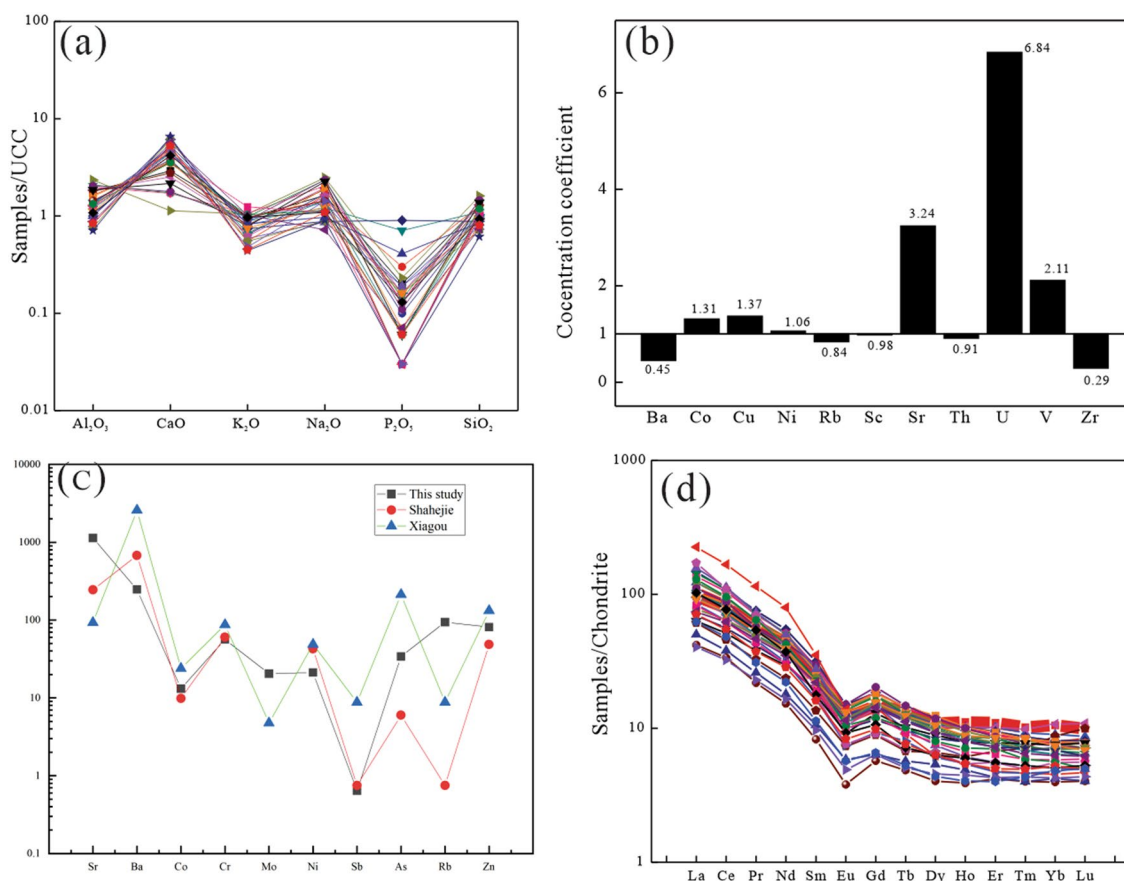 (a)
Samples/UCC
100
10
1
0.1
0.01
Al₂O₃ CaO K₂O Na₂O P₂O₅ SiO₂
(b)
Cocentration coefficient
6
4
2
1
0
0.45
1.31
1.37
1.06
0.84
0.98
3.24
0.91
6.84
2.11
0.29
Ba Co Cu Ni Rb Sc Sr Th U V Zr
(c)
10000
1000
100
10
1
0.1
This study
Shahejie
Xiagou
Sr Ba Co Cr Mo Ni Sb As Rb Zn
(d)
Samples/Chondrite
1000
100
10
1
La Ce Pr Nd Sm Eu Gd Tb Dy Ho Er Tm Yb Lu